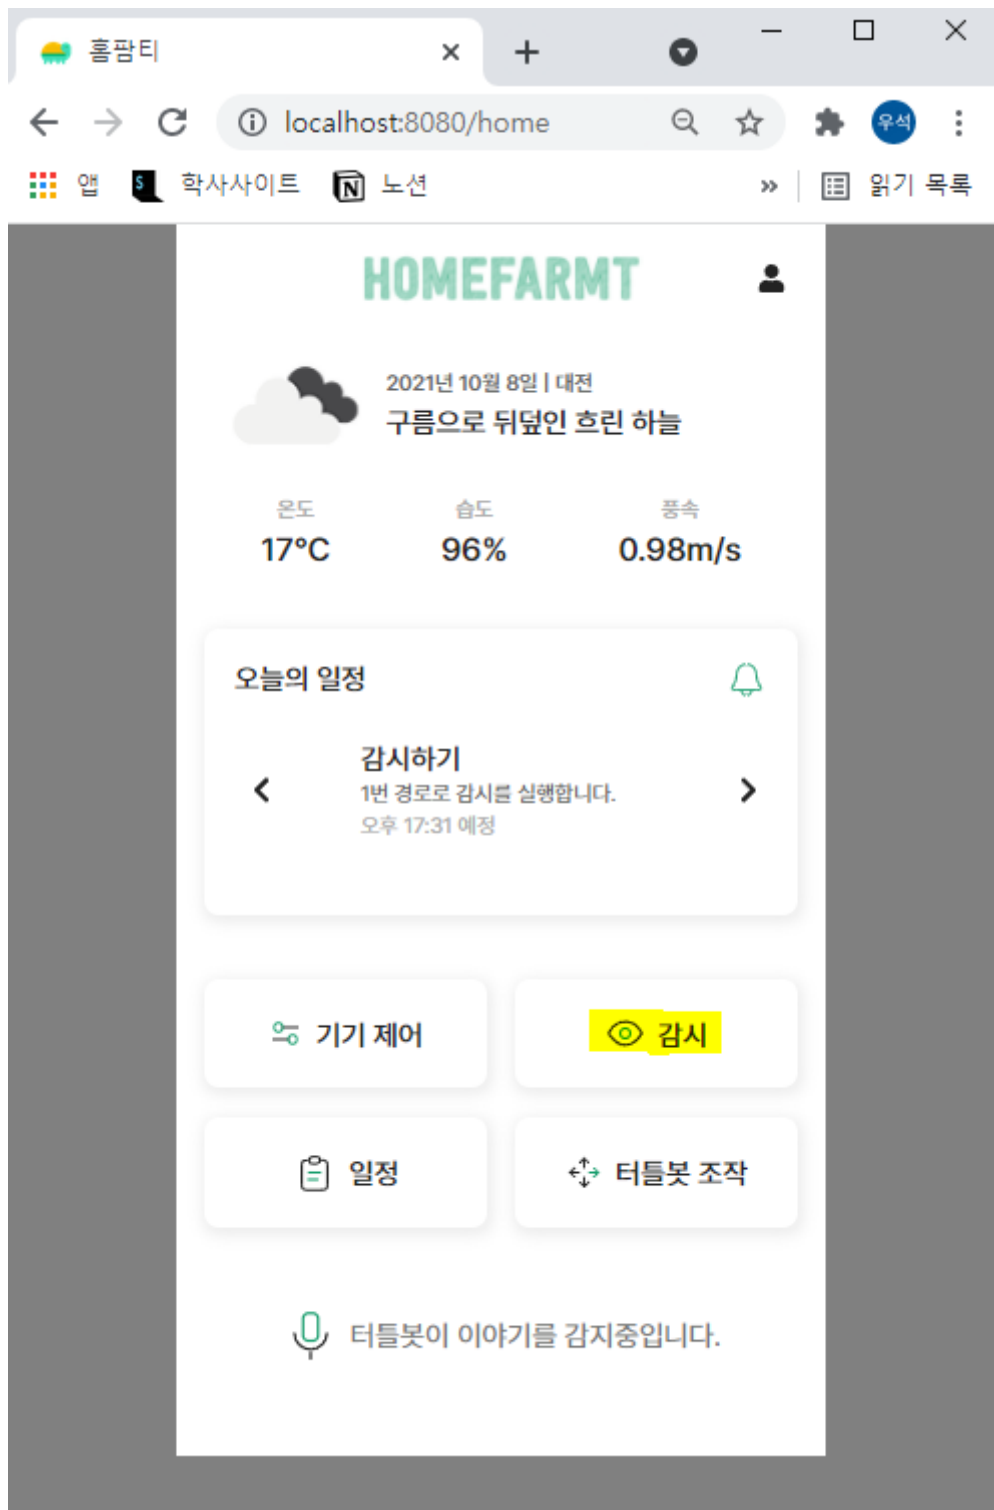 홈팜티
localhost:8080/home
우석
앱 학사사이트 노션 » 읽기 목록
HOMEFARMT
2021년 10월 8일 | 대전
구름으로 뒤덮인 흐린 하늘
온도 습도 풍속
17°C 96% 0.98m/s
오늘의 일정
감시하기
1번 경로로 감시를 실행합니다.
오후 17:31 예정
기기 제어 감시
일정 터틀봇 조작
터틀봇이 이야기를 감지중입니다.